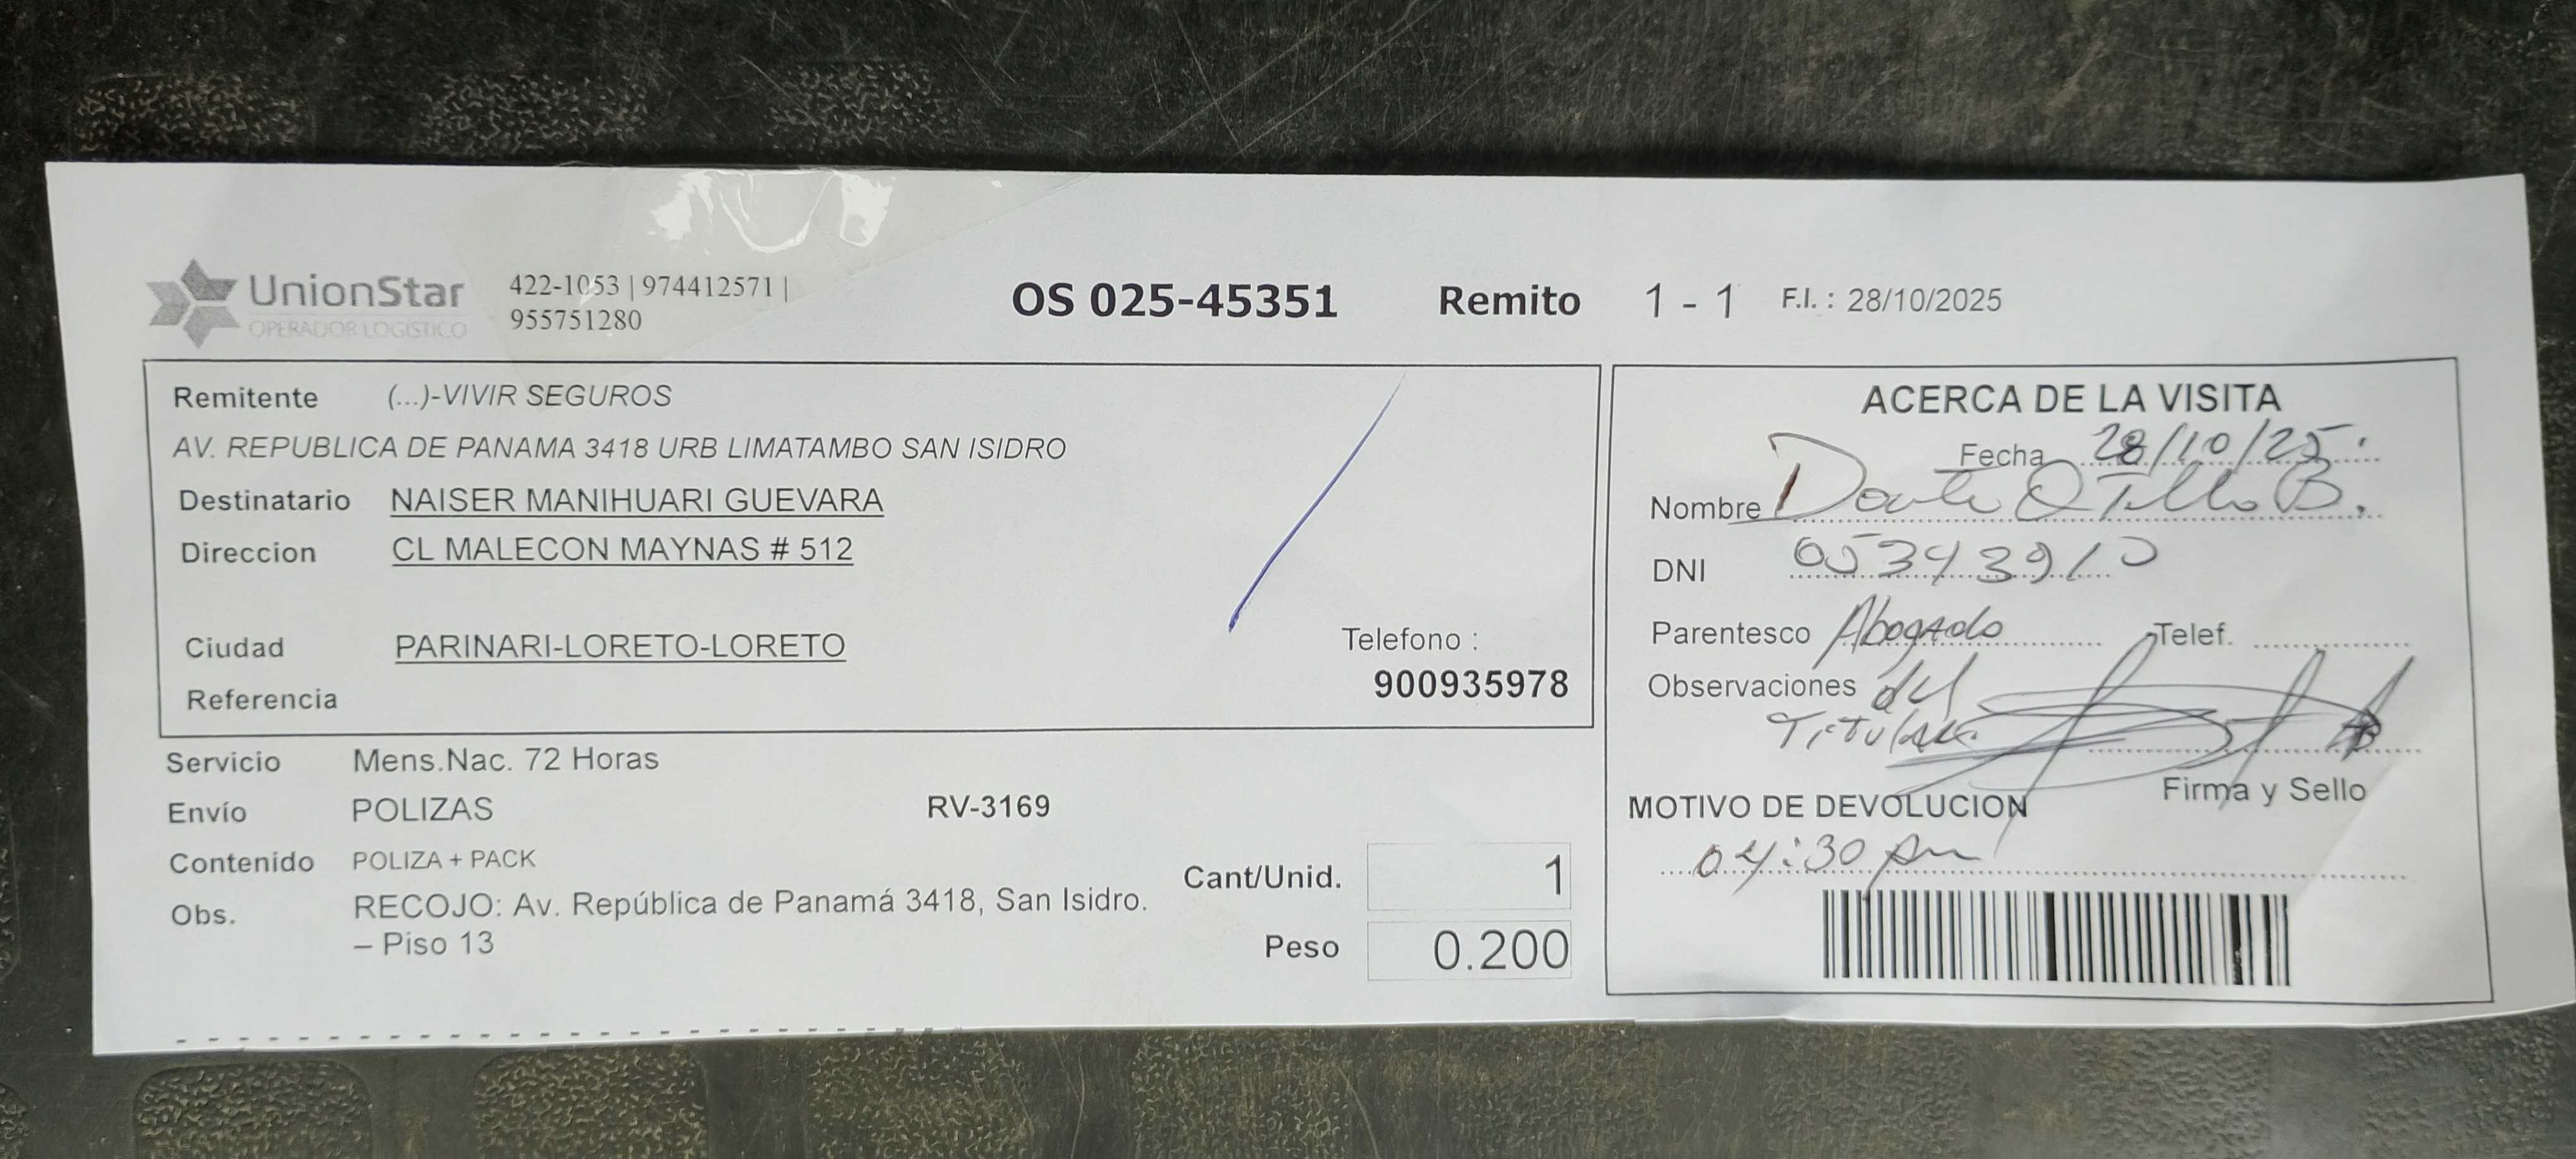 UnionStar
OPERADOR LOGÍSTICO
422-1053 | 974412571 |
955751280
OS 025-45351 Remito 1 - 1 F.I. : 28/10/2025
Remitente (...)-VIVIR SEGUROS
AV. REPUBLICA DE PANAMA 3418 URB LIMATAMBO SAN ISIDRO
Destinatario NAISER MANIHUARI GUEVARA
Direccion CL MALECON MAYNAS # 512
Ciudad PARINARI-LORETO-LORETO
Telefono :
900935978
Referencia
Servicio Mens.Nac. 72 Horas
Envío POLIZAS RV-3169
Contenido POLIZA + PACK
Obs. RECOJO: Av. República de Panamá 3418, San Isidro.
– Piso 13
Cant/Unid. 1
Peso 0.200
ACERCA DE LA VISITA
Fecha 28/10/25.
Nombre B.
DNI 05343910
Parentesco Abogado Telef.
Observaciones del
Titular.
Firma y Sello
MOTIVO DE DEVOLUCION
04:30 pm